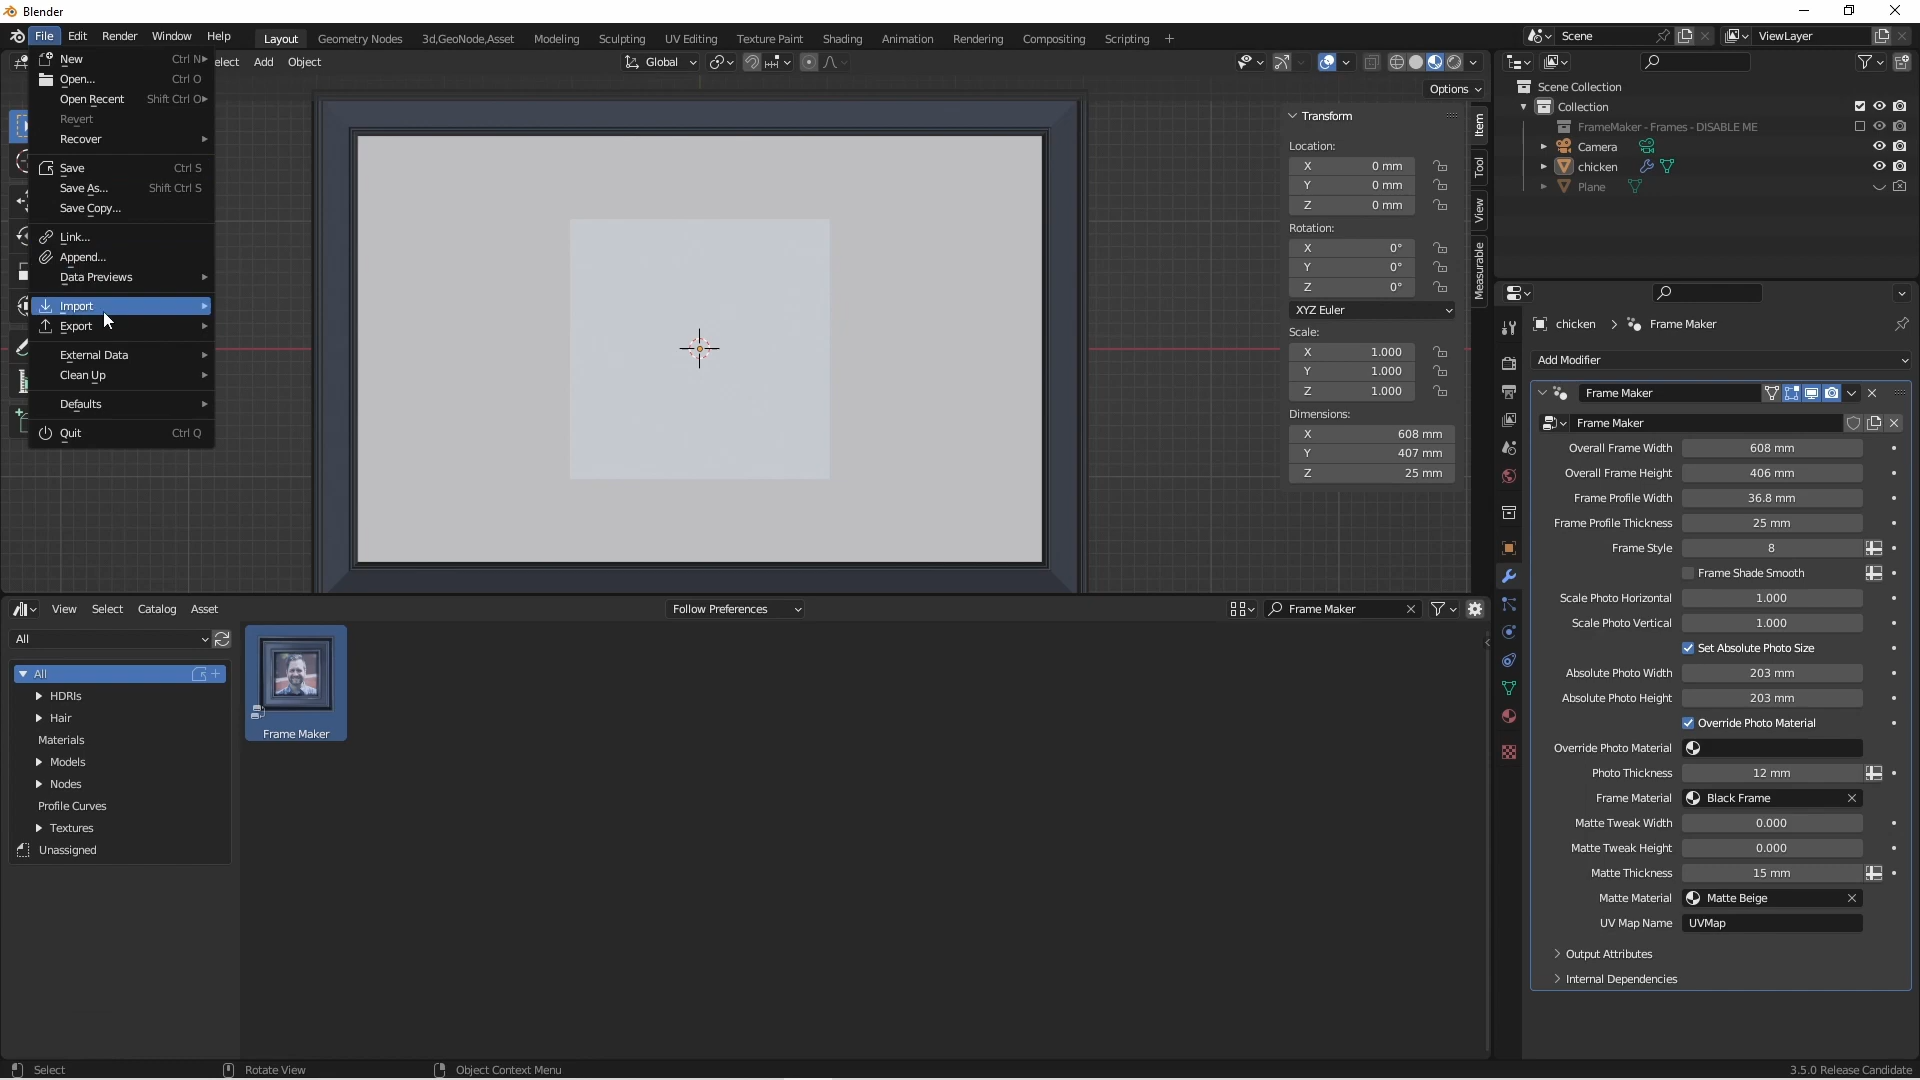 Blender
File Edit Render Window Help Layout Geometry Nodes 3d,GeoNode,Asset Modeling Sculpting UV Editing Texture Paint Shading Animation Rendering Compositing Scripting + Scene ViewLayer
elect Add Object Global
Options
New Ctrl N
Open... Ctrl O
Open Recent Shift Ctrl O
Revert
Recover
Save Ctrl S
Save As... Shift Ctrl S
Save Copy...
Link...
Append...
Data Previews
Import
Export
External Data
Clean Up
Defaults
Quit Ctrl Q
Transform
Location:
X 0 mm
Y 0 mm
Z 0 mm
Rotation:
X 0°
Y 0°
Z 0°
XYZ Euler
Scale:
X 1.000
Y 1.000
Z 1.000
Dimensions:
X 608 mm
Y 407 mm
Z 25 mm
Item
Tool
View
Measurable
Scene Collection
Collection
FrameMaker - Frames - DISABLE ME
Camera
chicken
Plane
chicken Frame Maker
Add Modifier
Frame Maker
Frame Maker
Overall Frame Width 608 mm
Overall Frame Height 406 mm
Frame Profile Width 36.8 mm
Frame Profile Thickness 25 mm
Frame Style 8
Frame Shade Smooth
Scale Photo Horizontal 1.000
Scale Photo Vertical 1.000
Set Absolute Photo Size
Absolute Photo Width 203 mm
Absolute Photo Height 203 mm
Override Photo Material
Override Photo Material
Photo Thickness 12 mm
Frame Material Black Frame
Matte Tweak Width 0.000
Matte Tweak Height 0.000
Matte Thickness 15 mm
Matte Material Matte Beige
UV Map Name UVMap
Output Attributes
Internal Dependencies
View Select Catalog Asset Follow Preferences Frame Maker
All
All
HDRIs
Hair
Materials
Models
Nodes
Profile Curves
Textures
Unassigned
Frame Maker
Select Rotate View Object Context Menu 3.5.0 Release Candidate